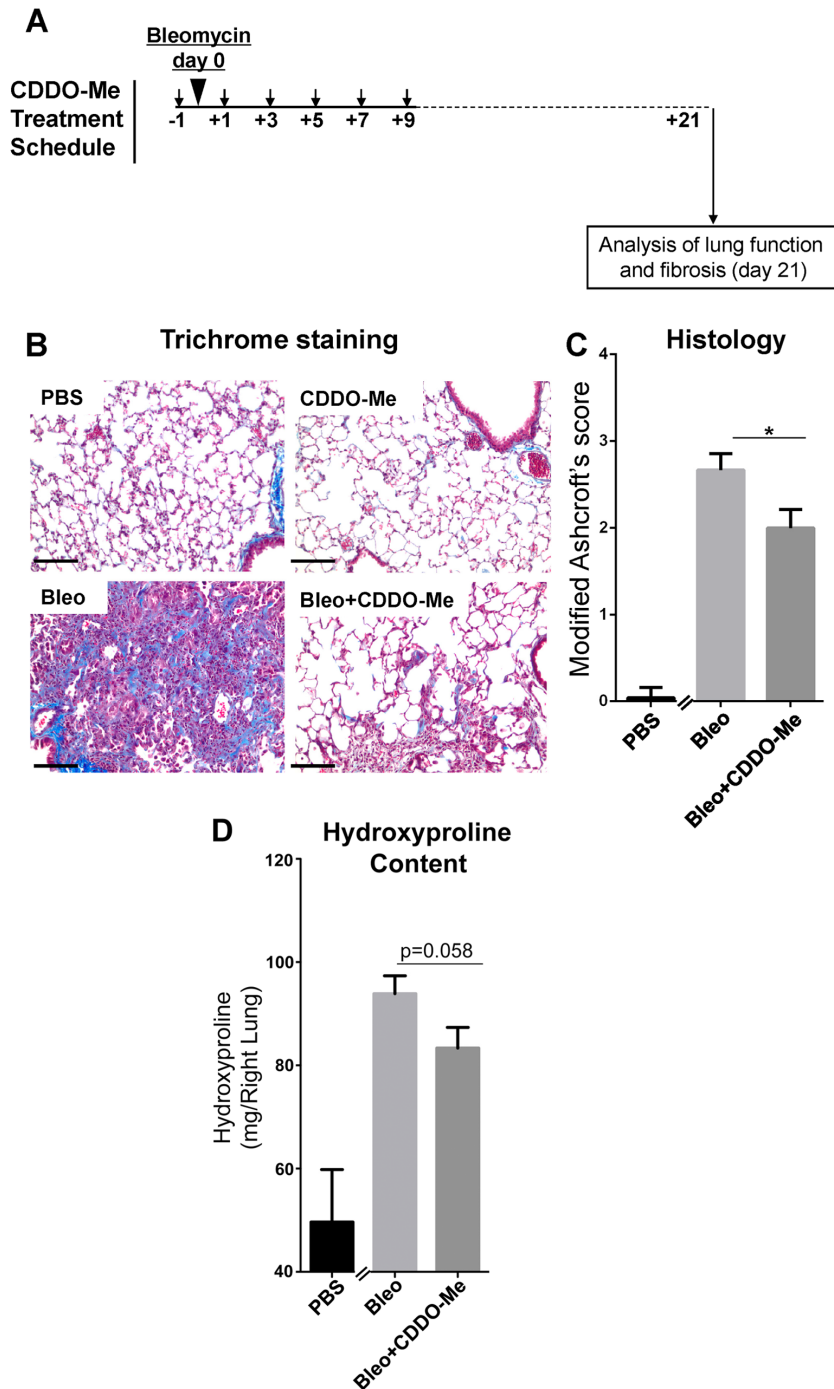 A
Bleomycin
day 0
CDDO-Me
Treatment
Schedule
-1 +1 +3 +5 +7 +9 +21
Analysis of lung function
and fibrosis (day 21)
B
Trichrome staining
PBS
CDDO-Me
Bleo
Bleo+CDDO-Me
C
Histology
Modified Ashcroft's score
4
3
2
1
0
*
PBS
Bleo
Bleo+CDDO-Me
D
Hydroxyproline
Content
Hydroxyproline
(mg/Right Lung)
120
100
80
60
40
p=0.058
PBS
Bleo
Bleo+CDDO-Me